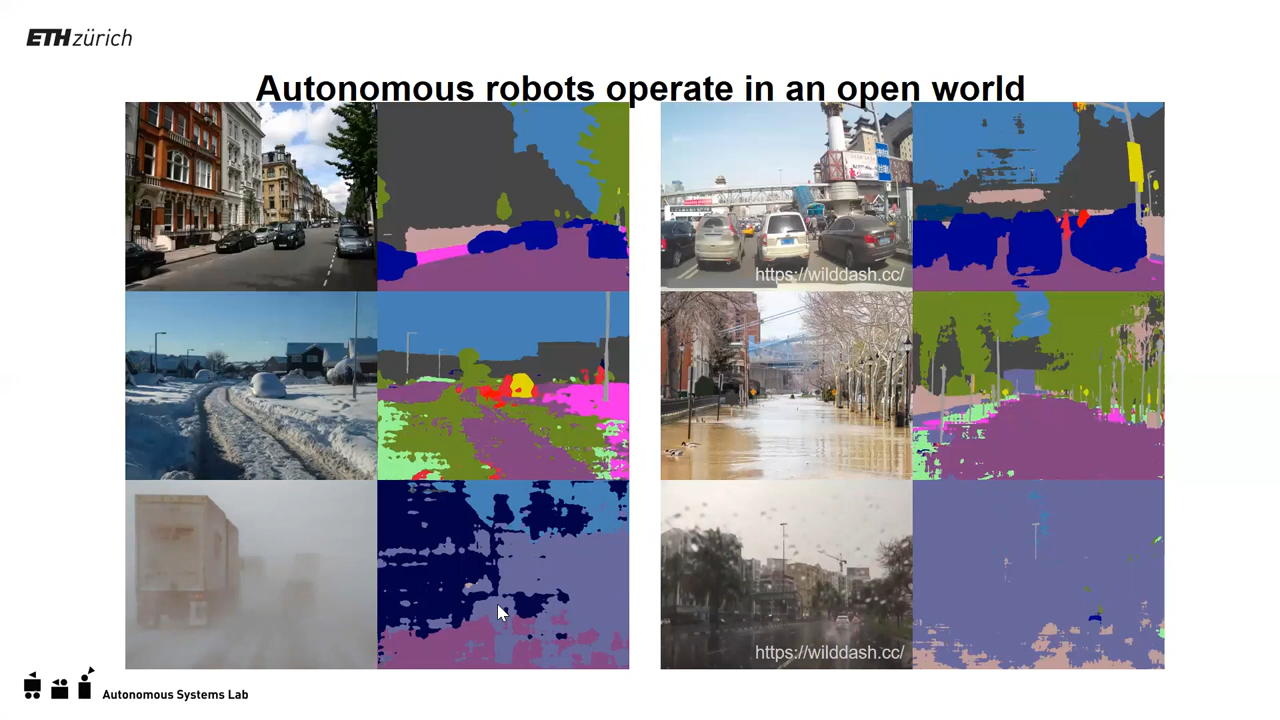 ETH zürich
Autonomous robots operate in an open world
https://wilddash.cc/
https://wilddash.cc/
Autonomous Systems Lab